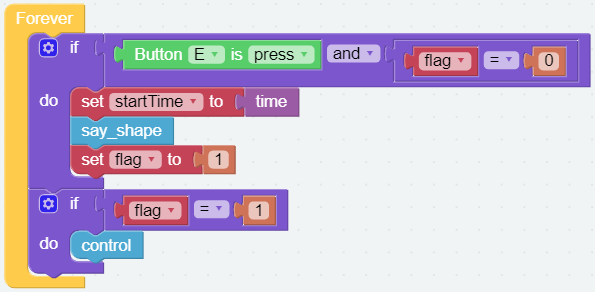 Forever
if Button E is press and flag = 0
do set startTime to time
say_shape
set flag to 1
if flag = 1
do control